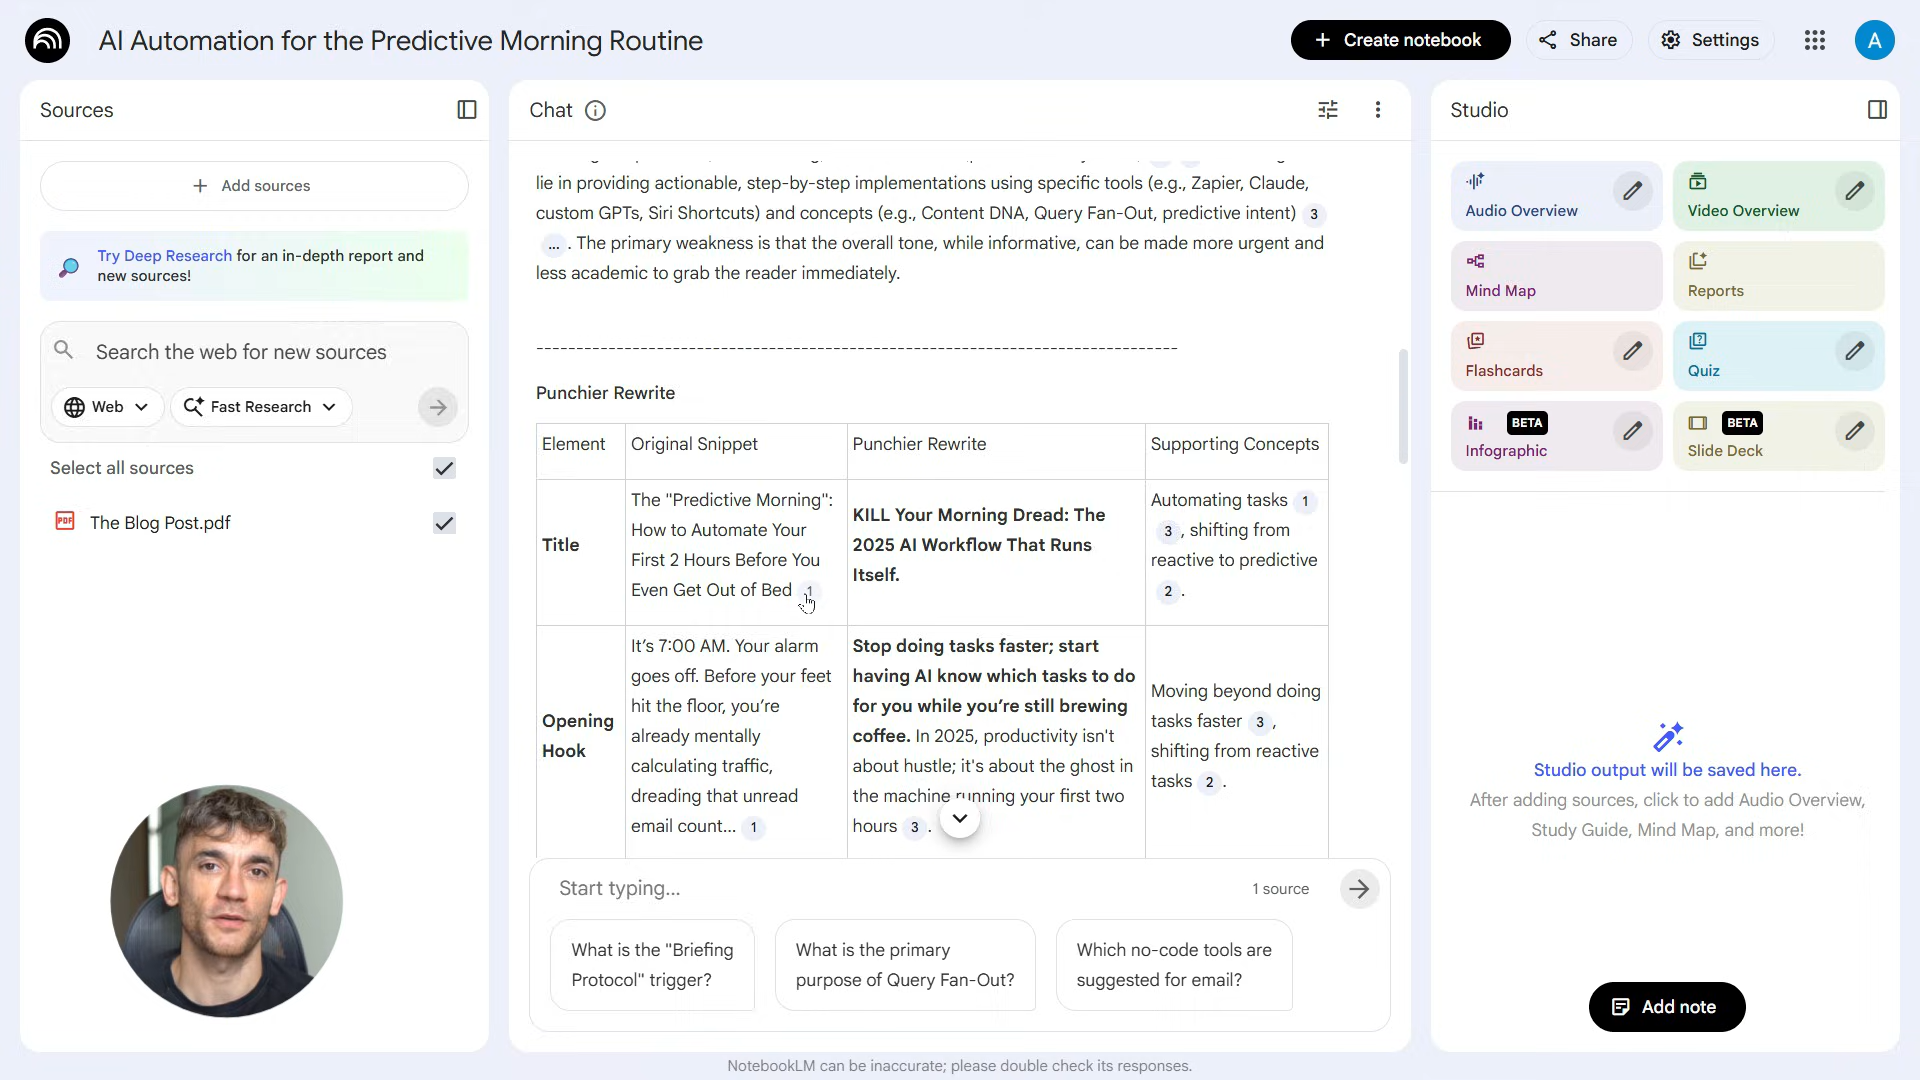 AI Automation for the Predictive Morning Routine
Create notebook
Share
Settings
A
Sources
Add sources
Try Deep Research for an in-depth report and
new sources!
Search the web for new sources
Web
Fast Research
Select all sources
PDF
The Blog Post.pdf
Chat
lie in providing actionable, step-by-step implementations using specific tools (e.g., Zapier, Claude,
custom GPTs, Siri Shortcuts) and concepts (e.g., Content DNA, Query Fan-Out, predictive intent) 3
... . The primary weakness is that the overall tone, while informative, can be made more urgent and
less academic to grab the reader immediately.
--------------------------------------------------------------------------------
Punchier Rewrite
Element
Original Snippet
Punchier Rewrite
Supporting Concepts
Title
The "Predictive Morning":
How to Automate Your
First 2 Hours Before You
Even Get Out of Bed 1
KILL Your Morning Dread: The
2025 AI Workflow That Runs
Itself.
Automating tasks 1
3 , shifting from
reactive to predictive
2 .
Opening
Hook
It's 7:00 AM. Your alarm
goes off. Before your feet
hit the floor, you're
already mentally
calculating traffic,
dreading that unread
email count... 1
Stop doing tasks faster; start
having AI know which tasks to do
for you while you're still brewing
coffee. In 2025, productivity isn't
about hustle; it's about the ghost in
the machine running your first two
hours 3 .
Moving beyond doing
tasks faster 3 ,
shifting from reactive
tasks 2 .
Start typing...
1 source
What is the "Briefing
Protocol" trigger?
What is the primary
purpose of Query Fan-Out?
Which no-code tools are
suggested for email?
NotebookLM can be inaccurate; please double check its responses.
Studio
Audio Overview
Video Overview
Mind Map
Reports
Flashcards
Quiz
BETA
Infographic
BETA
Slide Deck
Studio output will be saved here.
After adding sources, click to add Audio Overview,
Study Guide, Mind Map, and more!
Add note